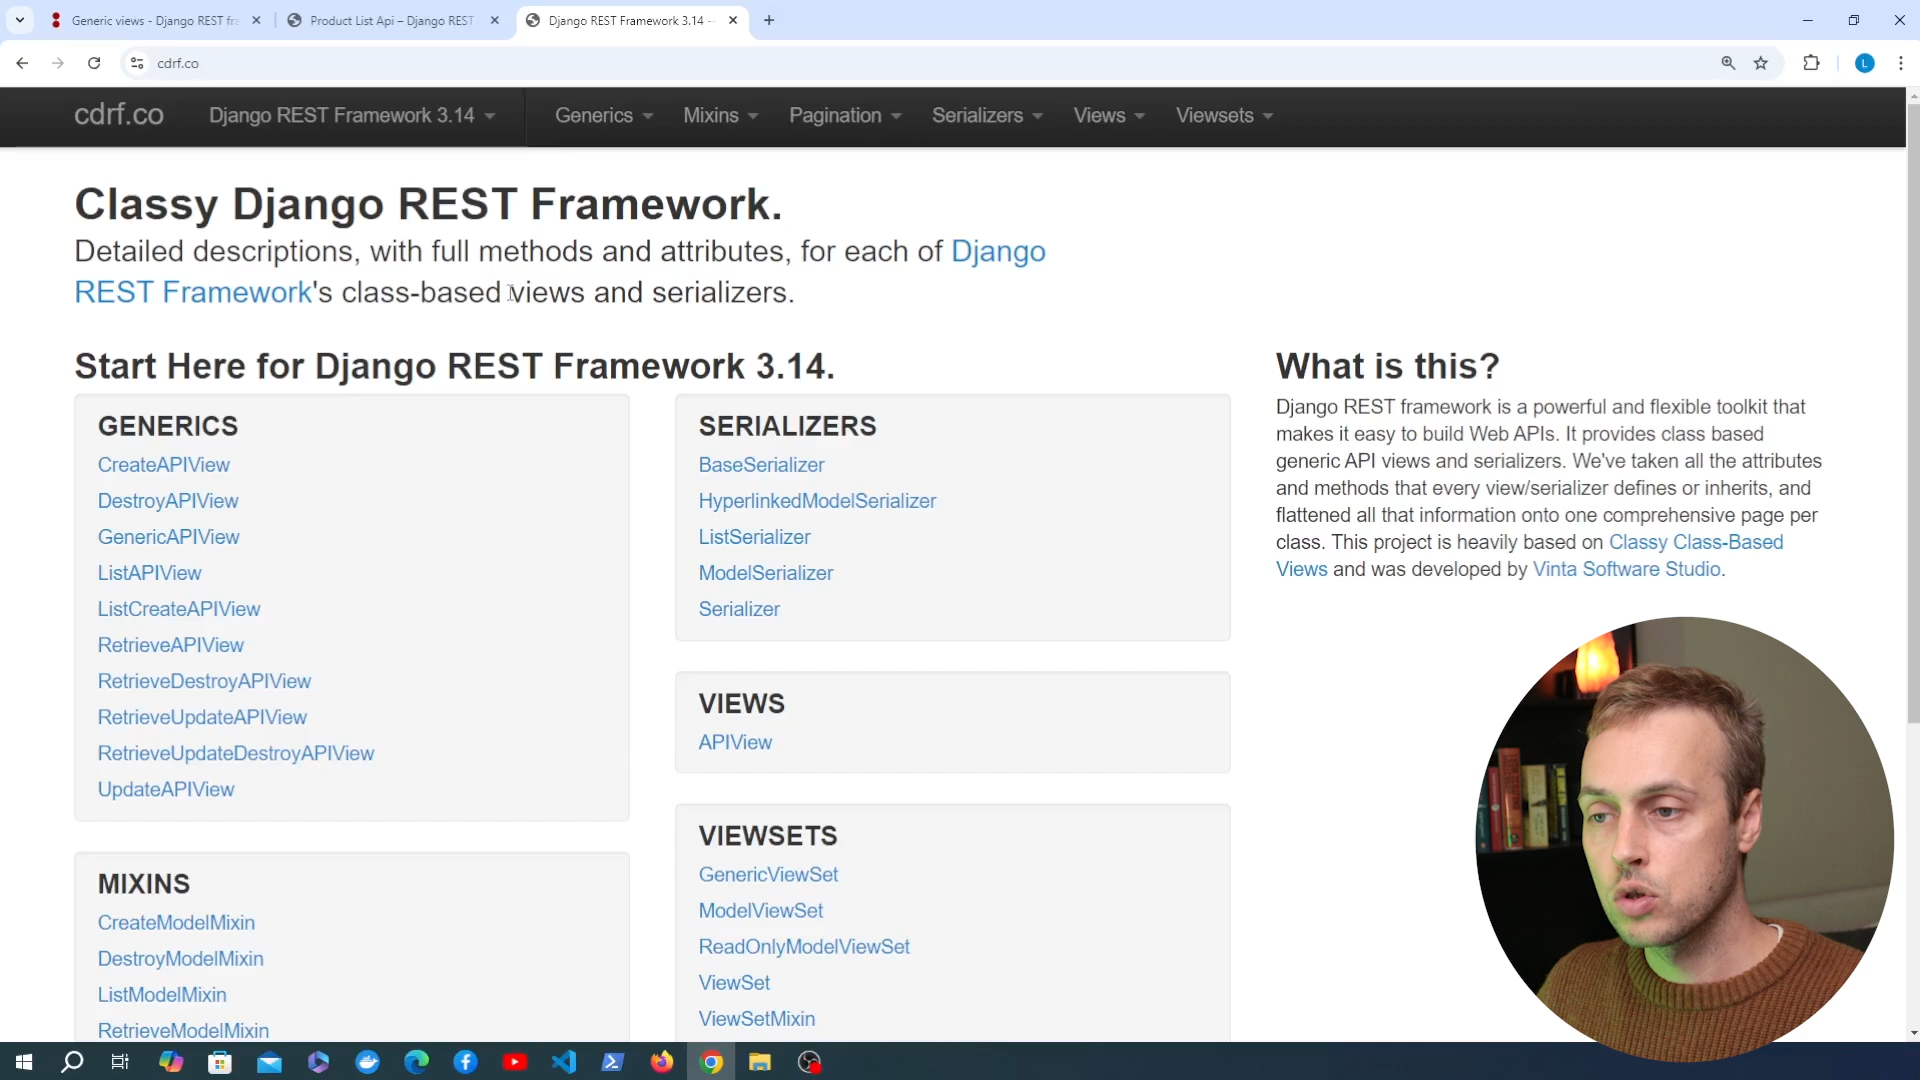 Generic views - Django REST fra
Product List Api – Django REST
Django REST Framework 3.14 --
cdrf.co
L
cdrf.co
Django REST Framework 3.14
Generics
Mixins
Pagination
Serializers
Views
Viewsets
Classy Django REST Framework.
Detailed descriptions, with full methods and attributes, for each of Django
REST Framework's class-based views and serializers.
Start Here for Django REST Framework 3.14.
GENERICS
CreateAPIView
DestroyAPIView
GenericAPIView
ListAPIView
ListCreateAPIView
RetrieveAPIView
RetrieveDestroyAPIView
RetrieveUpdateAPIView
RetrieveUpdateDestroyAPIView
UpdateAPIView
MIXINS
CreateModelMixin
DestroyModelMixin
ListModelMixin
RetrieveModelMixin
SERIALIZERS
BaseSerializer
HyperlinkedModelSerializer
ListSerializer
ModelSerializer
Serializer
VIEWS
APIView
VIEWSETS
GenericViewSet
ModelViewSet
ReadOnlyModelViewSet
ViewSet
ViewSetMixin
What is this?
Django REST framework is a powerful and flexible toolkit that
makes it easy to build Web APIs. It provides class based
generic API views and serializers. We've taken all the attributes
and methods that every view/serializer defines or inherits, and
flattened all that information onto one comprehensive page per
class. This project is heavily based on Classy Class-Based
Views and was developed by Vinta Software Studio.